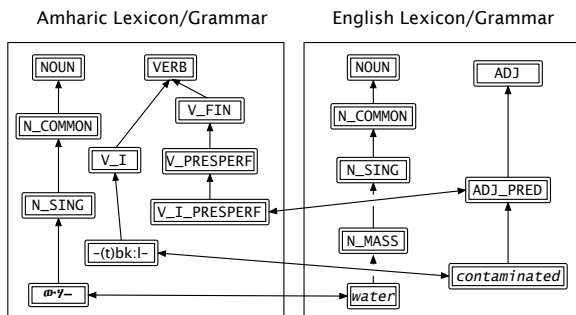 Amharic Lexicon/Grammar
English Lexicon/Grammar
NOUN
VERB
N_COMMON
V_FIN
V_I
V_PRESPERF
N_SING
V_I_PRESPERF
–(t)bk:l–
ውሃ–
NOUN
ADJ
N_COMMON
N_SING
ADJ_PRED
N_MASS
contaminated
water